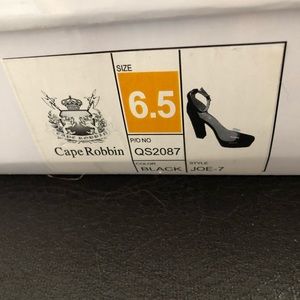 SIZE
6.5
Cape Robbin
P/O NO
QS2087
COLOR
BLACK
STYLE
JOE-7